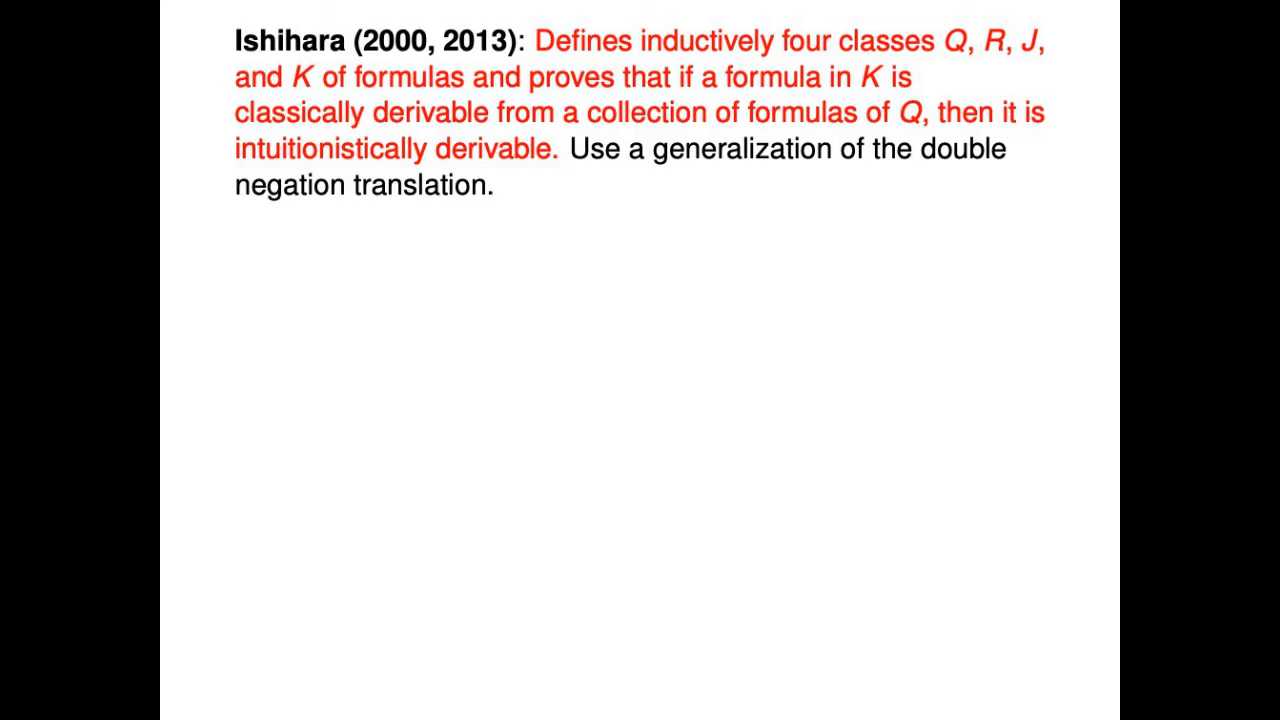 Ishihara (2000, 2013): Defines inductively four classes Q, R, J,
and K of formulas and proves that if a formula in K is
classically derivable from a collection of formulas of Q, then it is
intuitionistically derivable. Use a generalization of the double
negation translation.